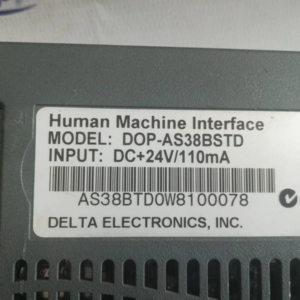 Human Machine Interface
MODEL: DOP-AS38BSTD
INPUT: DC+24V/110mA
AS38BTD0W8100078
DELTA ELECTRONICS, INC.